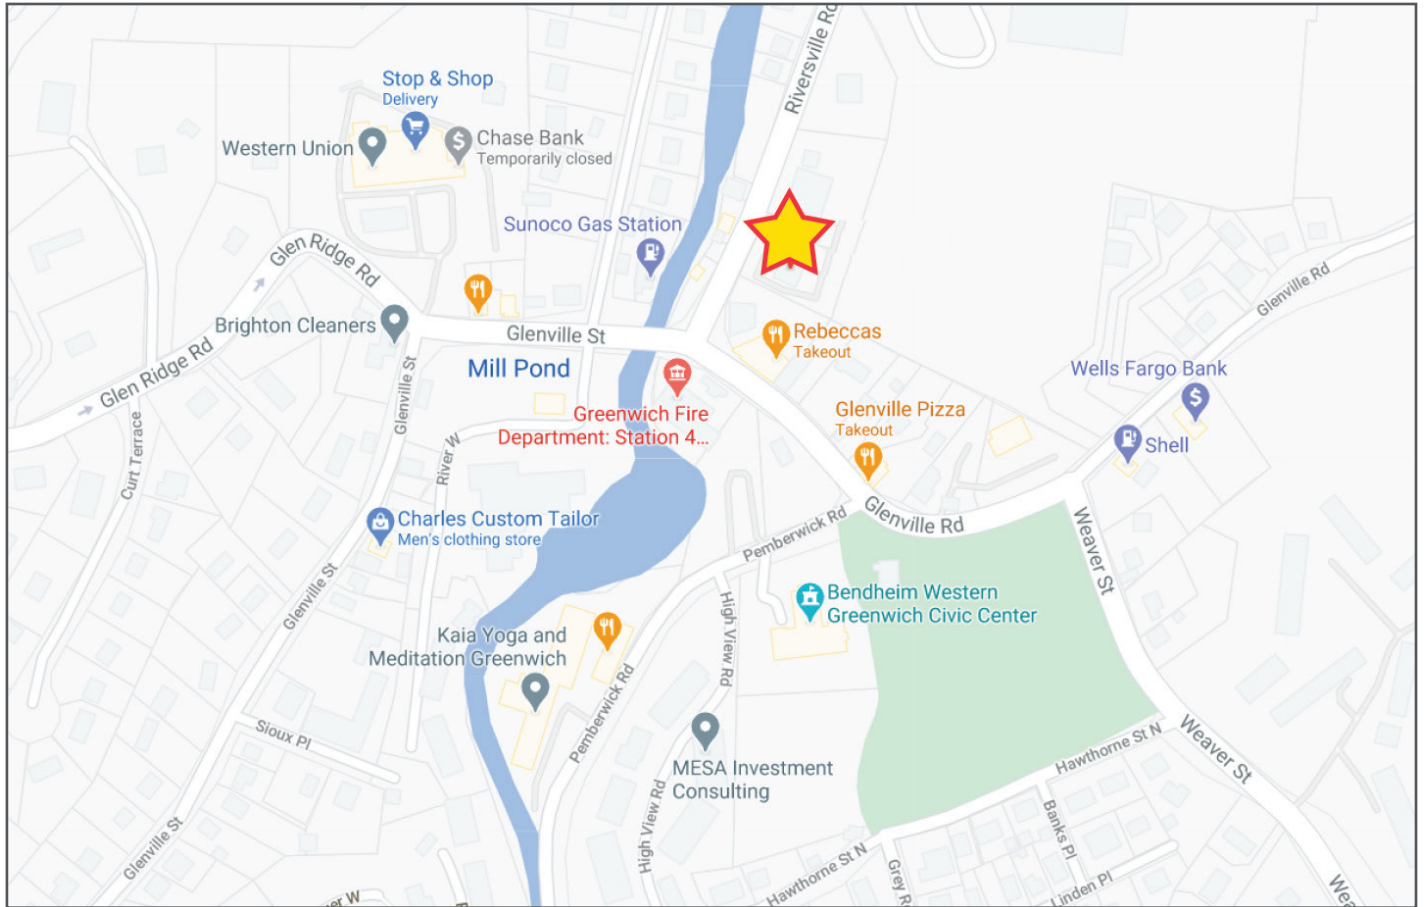 Riversville Rd
Stop & Shop
Delivery
Western Union
Chase Bank
Temporarily closed
Sunoco Gas Station
Glen Ridge Rd
Glenville Rd
Brighton Cleaners
Glenville St
Rebeccas
Takeout
Mill Pond
Wells Fargo Bank
Glen Ridge Rd
Glenville St
Greenwich Fire
Department: Station 4...
Glenville Pizza
Takeout
Shell
Curt Terrace
River W
Charles Custom Tailor
Men's clothing store
Glenville Rd
Pemberwick Rd
Weaver St
Glenville St
High View Rd
Bendheim Western
Greenwich Civic Center
Kaia Yoga and
Meditation Greenwich
Pemberwick Rd
Sioux Pl
MESA Investment
Consulting
Hawthorne St N
Weaver St
High View Rd
Glenville St
Banks Pl
Hawthorne St N
Grey R
Linden Pl
er W
Wea